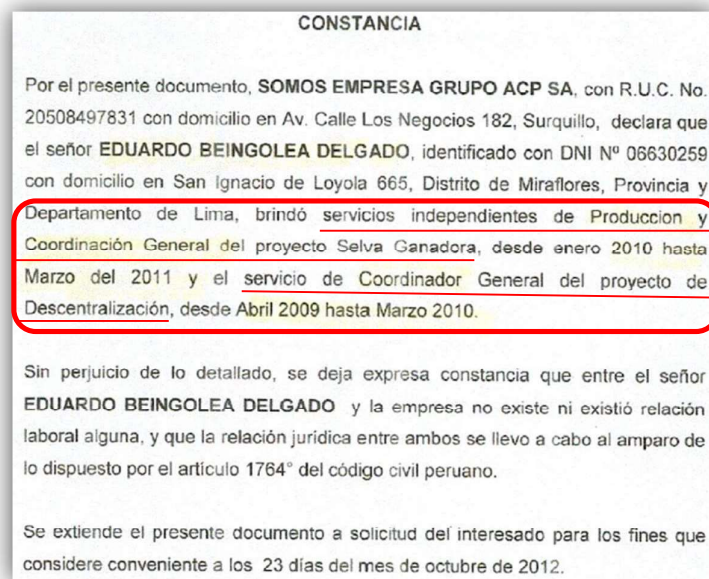 CONSTANCIA
Por el presente documento, SOMOS EMPRESA GRUPO ACP SA, con R.U.C. No.
20508497831 con domicilio en Av. Calle Los Negocios 182, Surquillo, declara que
el señor EDUARDO BEINGOLEA DELGADO, identificado con DNI Nº 06630259
con domicilio en San Ignacio de Loyola 665, Distrito de Miraflores, Provincia y
Departamento de Lima, brindó servicios independientes de Produccion y
Coordinación General del proyecto Selva Ganadora, desde enero 2010 hasta
Marzo del 2011 y el servicio de Coordinador General del proyecto de
Descentralización, desde Abril 2009 hasta Marzo 2010.
Sin perjuicio de lo detallado, se deja expresa constancia que entre el señor
EDUARDO BEINGOLEA DELGADO y la empresa no existe ni existió relación
laboral alguna, y que la relación jurídica entre ambos se llevo a cabo al amparo de
lo dispuesto por el artículo 1764° del código civil peruano.
Se extiende el presente documento a solicitud del interesado para los fines que
considere conveniente a los 23 días del mes de octubre de 2012.